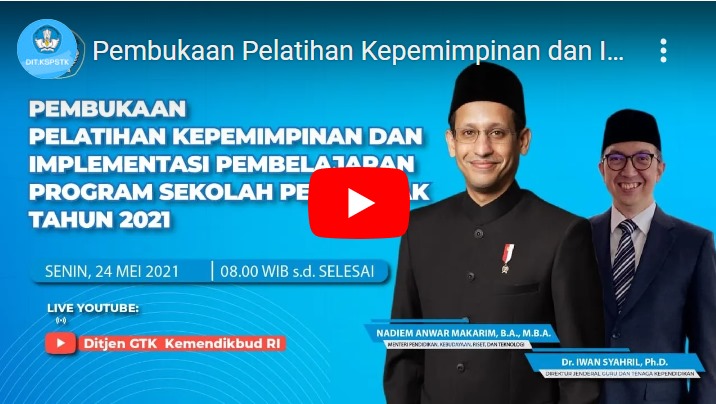 DIT.KSPSTK
Pembukaan Pelatihan Kepemimpinan dan I...
PEMBUKAAN
PELATIHAN KEPEMIMPINAN DAN
IMPLEMENTASI PEMBELAJARAN
PROGRAM SEKOLAH
TAHUN 2021
SENIN, 24 MEI 2021 | 08.00 WIB s.d. SELESAI
LIVE YOUTUBE:
Ditjen GTK Kemendikbud RI
NADIEM ANWAR MAKARIM, B.A., M.B.A.
MENTERI PENDIDIKAN, KEBUDAYAAN, RISET, DAN TEKNOLOGI
Dr. IWAN SYAHRIL, Ph.D.
DIREKTUR JENDERAL GURU DAN TENAGA KEPENDIDIKAN